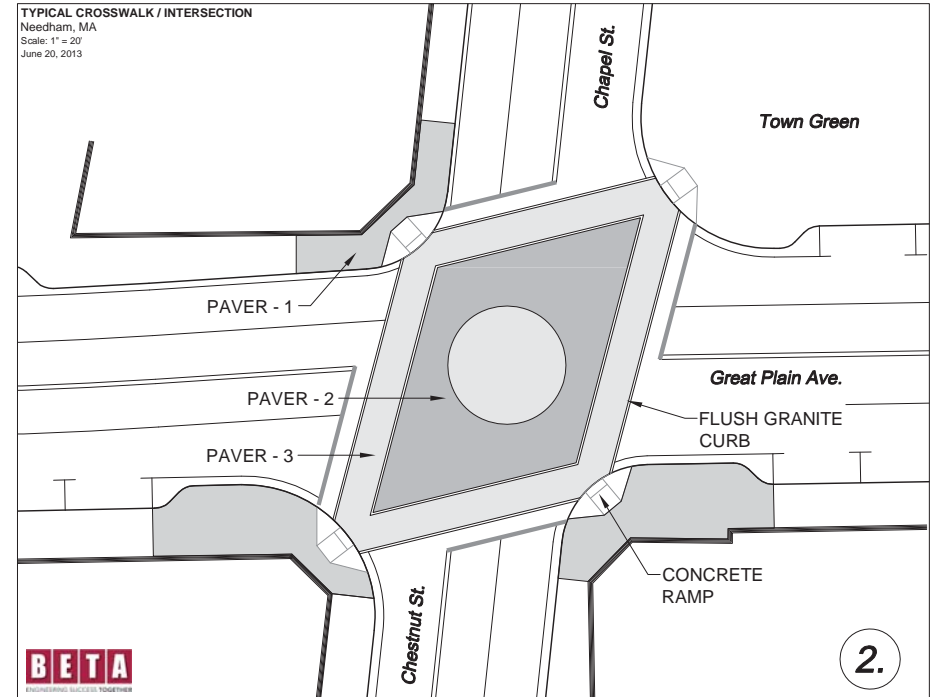 TYPICAL CROSSWALK / INTERSECTION
Needham, MA
Scale: 1" = 20'
June 20, 2013
Chapel St.
Town Green
PAVER - 1
Great Plain Ave.
PAVER - 2
FLUSH GRANITE
CURB
PAVER - 3
CONCRETE
RAMP
Chestnut St.
BETA
ENGINEERING SUCCESS TOGETHER
2.